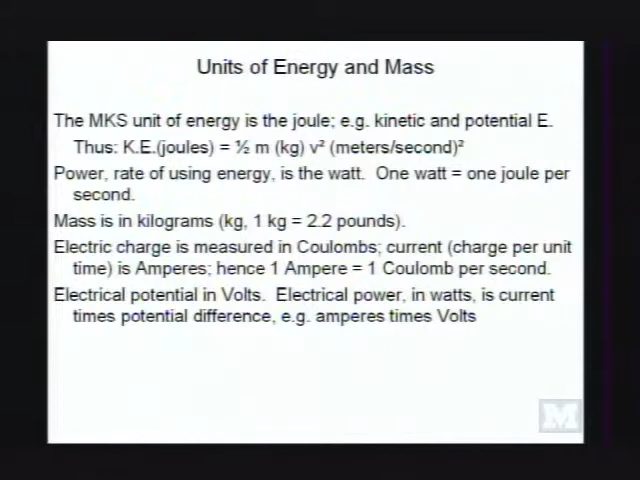 Units of Energy and Mass
The MKS unit of energy is the joule; e.g. kinetic and potential E.
Thus: K.E.(joules) = ½ m (kg) v² (meters/second)²
Power, rate of using energy, is the watt.  One watt = one joule per
second.
Mass is in kilograms (kg, 1 kg = 2.2 pounds).
Electric charge is measured in Coulombs; current (charge per unit
time) is Amperes; hence 1 Ampere = 1 Coulomb per second.
Electrical potential in Volts.  Electrical power, in watts, is current
times potential difference, e.g. amperes times Volts
M